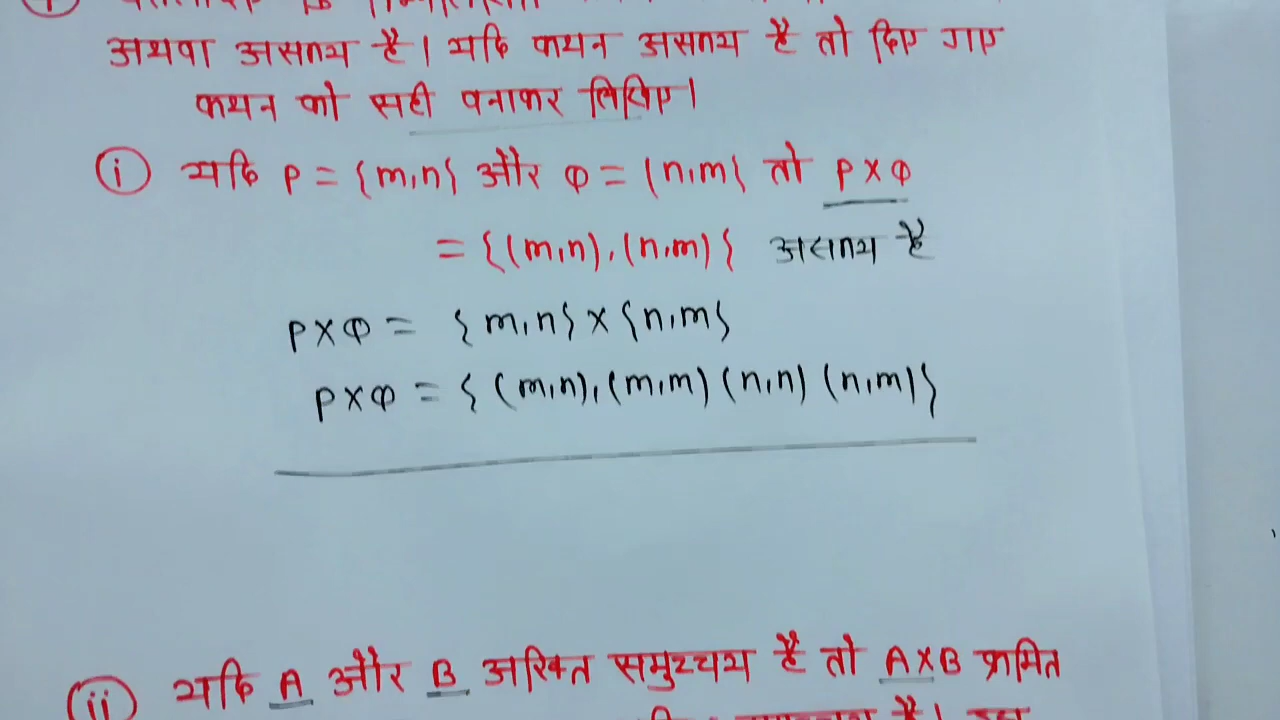 अथवा असत्य है। यदि कथन असत्य है तो दिए गए
कथन को सही बनाकर लिखिए।
(i) यदि P = {m,n} और Q = {n,m} तो P×Q
= {(m,n),(n,m)} असत्य है
P×Q = {m,n}×{n,m}
P×Q = {(m,n),(m,m) (n,n) (n,m)}
(ii) यदि A और B अरिक्त समुच्चय है तो A×B क्रमित